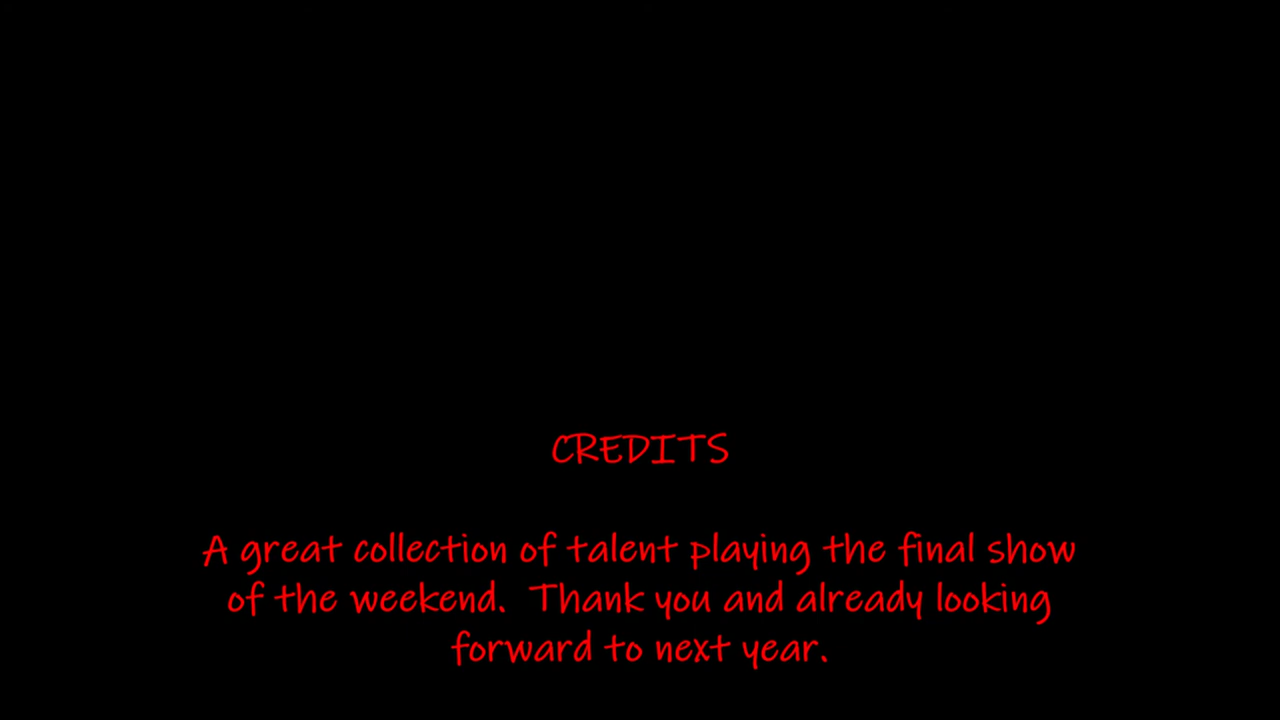 CREDITS
A great collection of talent playing the final show
of the weekend.  Thank you and already looking
forward to next year.